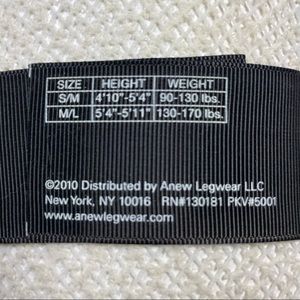 SIZE HEIGHT WEIGHT
S/M 4'10"-5'4" 90-130 lbs.
M/L 5'4"-5'11" 130-170 lbs.
©2010 Distributed by Anew Legwear LLC
New York, NY 10016 RN#130181 PKV#5001
www.anewlegwear.com